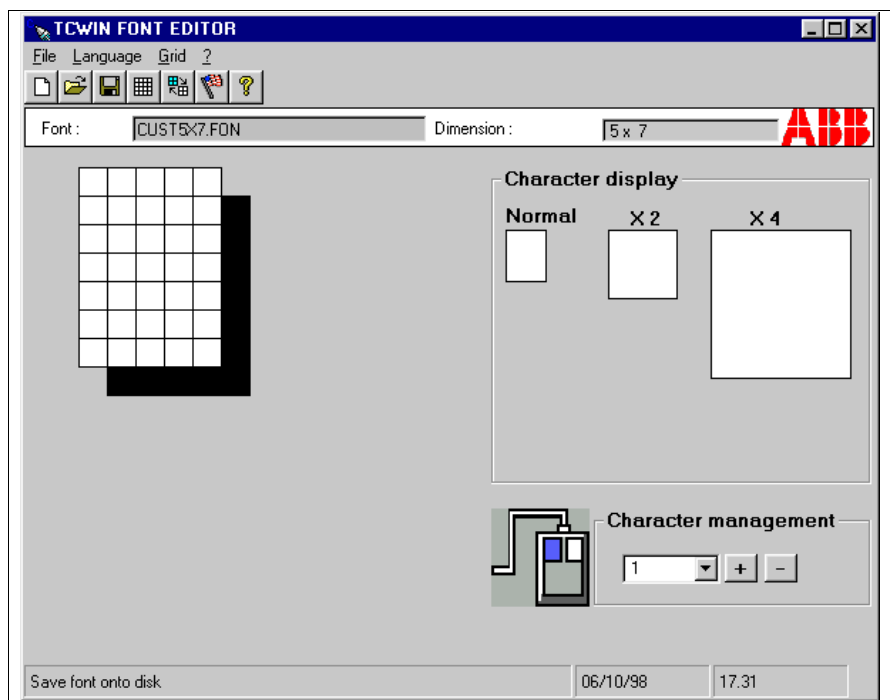 TCWIN FONT EDITOR
File Language Grid ?
Font : CUST5X7.FON Dimension : 5 x 7 ABB
Character display
Normal X 2 X 4
Character management
1 + -
Save font onto disk 06/10/98 17.31